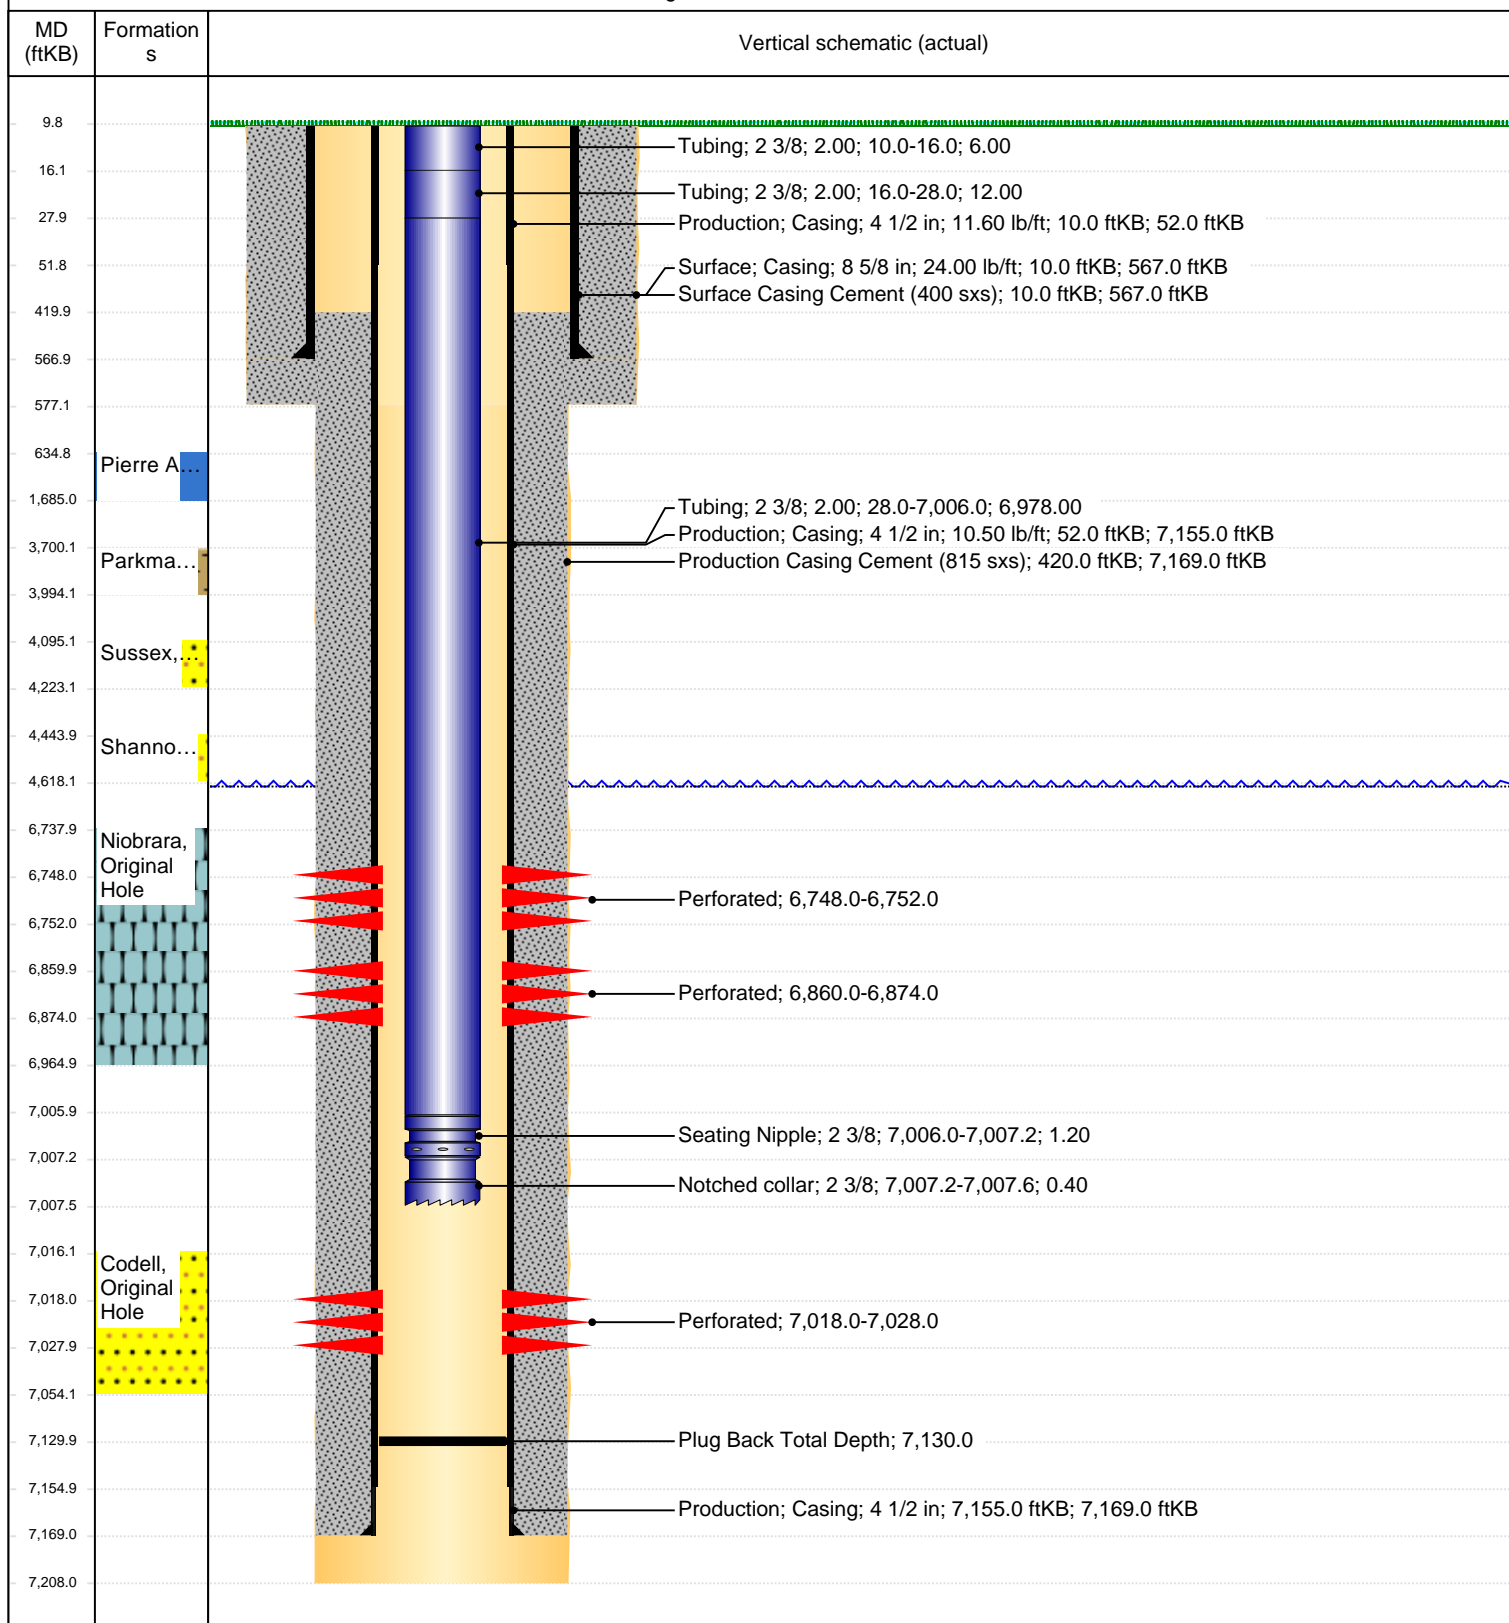 MD
(ftKB)
Formation
s
Vertical schematic (actual)
9.8
Tubing; 2 3/8; 2.00; 10.0-16.0; 6.00
16.1
Tubing; 2 3/8; 2.00; 16.0-28.0; 12.00
27.9
Production; Casing; 4 1/2 in; 11.60 lb/ft; 10.0 ftKB; 52.0 ftKB
51.8
Surface; Casing; 8 5/8 in; 24.00 lb/ft; 10.0 ftKB; 567.0 ftKB
Surface Casing Cement (400 sxs); 10.0 ftKB; 567.0 ftKB
419.9
566.9
577.1
634.8
Pierre A...
1,685.0
Tubing; 2 3/8; 2.00; 28.0-7,006.0; 6,978.00
Production; Casing; 4 1/2 in; 10.50 lb/ft; 52.0 ftKB; 7,155.0 ftKB
3,700.1
Parkma...
Production Casing Cement (815 sxs); 420.0 ftKB; 7,169.0 ftKB
3,994.1
4,095.1
Sussex,...
4,223.1
4,443.9
Shanno...
4,618.1
6,737.9
Niobrara,
Original
Hole
6,748.0
Perforated; 6,748.0-6,752.0
6,752.0
6,859.9
Perforated; 6,860.0-6,874.0
6,874.0
6,964.9
7,005.9
Seating Nipple; 2 3/8; 7,006.0-7,007.2; 1.20
7,007.2
Notched collar; 2 3/8; 7,007.2-7,007.6; 0.40
7,007.5
7,016.1
Codell,
Original
Hole
7,018.0
Perforated; 7,018.0-7,028.0
7,027.9
7,054.1
7,129.9
Plug Back Total Depth; 7,130.0
7,154.9
Production; Casing; 4 1/2 in; 7,155.0 ftKB; 7,169.0 ftKB
7,169.0
7,208.0